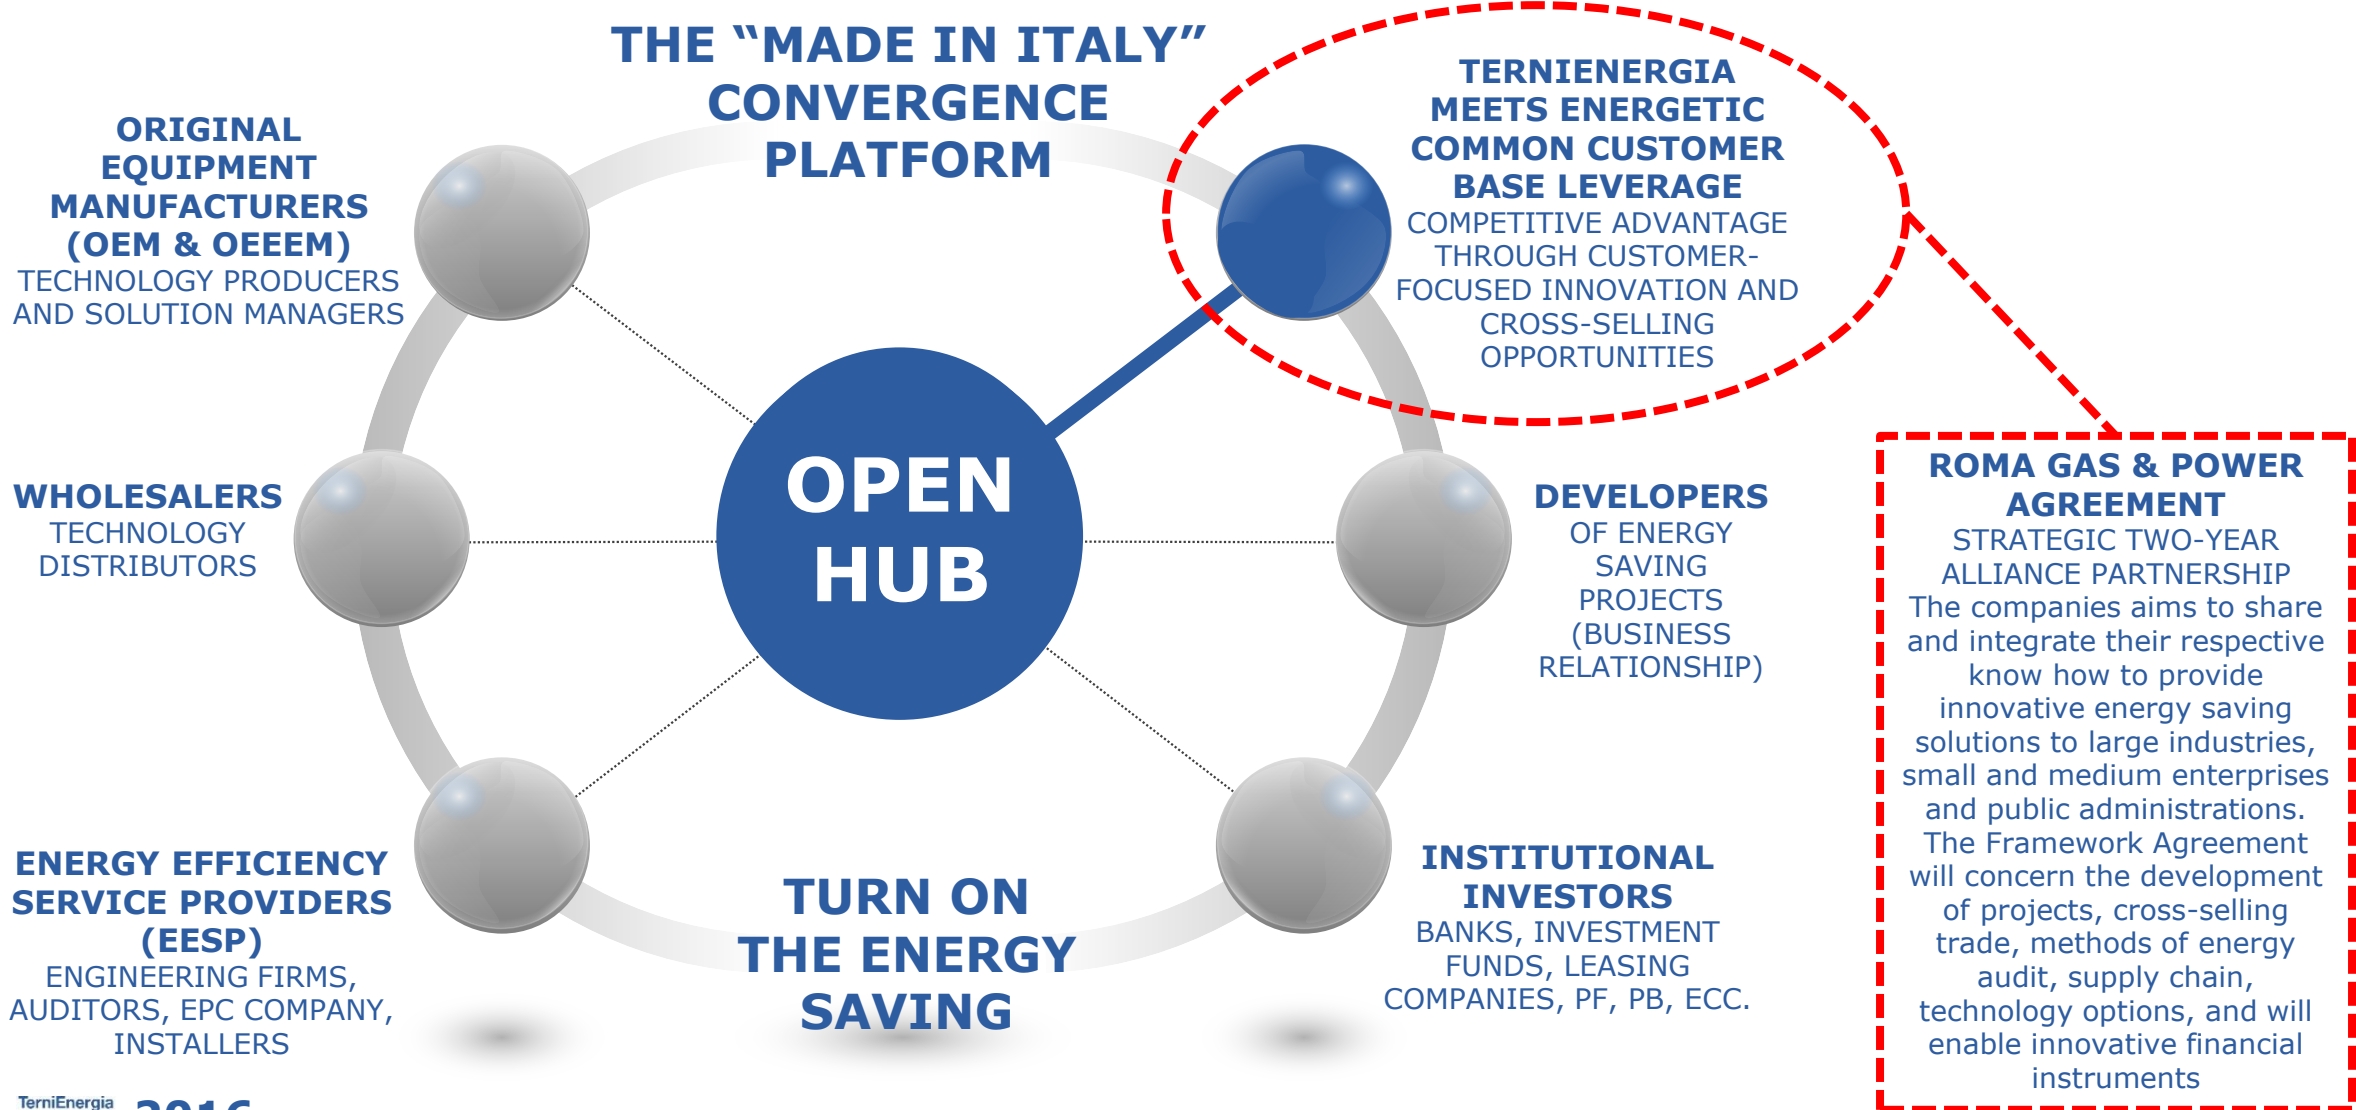 THE “MADE IN ITALY”
CONVERGENCE
PLATFORM
ORIGINAL
EQUIPMENT
MANUFACTURERS
(OEM & OEEEM)
TECHNOLOGY PRODUCERS
AND SOLUTION MANAGERS
TERNIENERGIA
MEETS ENERGETIC
COMMON CUSTOMER
BASE LEVERAGE
COMPETITIVE ADVANTAGE
THROUGH CUSTOMER-
FOCUSED INNOVATION AND
CROSS-SELLING
OPPORTUNITIES
WHOLESALERS
TECHNOLOGY
DISTRIBUTORS
OPEN
HUB
DEVELOPERS
OF ENERGY
SAVING
PROJECTS
(BUSINESS
RELATIONSHIP)
ROMA GAS & POWER
AGREEMENT
STRATEGIC TWO-YEAR
ALLIANCE PARTNERSHIP
The companies aims to share
and integrate their respective
know how to provide
innovative energy saving
solutions to large industries,
small and medium enterprises
and public administrations.
The Framework Agreement
will concern the development
of projects, cross-selling
trade, methods of energy
audit, supply chain,
technology options, and will
enable innovative financial
instruments
ENERGY EFFICIENCY
SERVICE PROVIDERS
(EESP)
ENGINEERING FIRMS,
AUDITORS, EPC COMPANY,
INSTALLERS
TURN ON
THE ENERGY
SAVING
INSTITUTIONAL
INVESTORS
BANKS, INVESTMENT
FUNDS, LEASING
COMPANIES, PF, PB, ECC.
TerniEnergia
2016